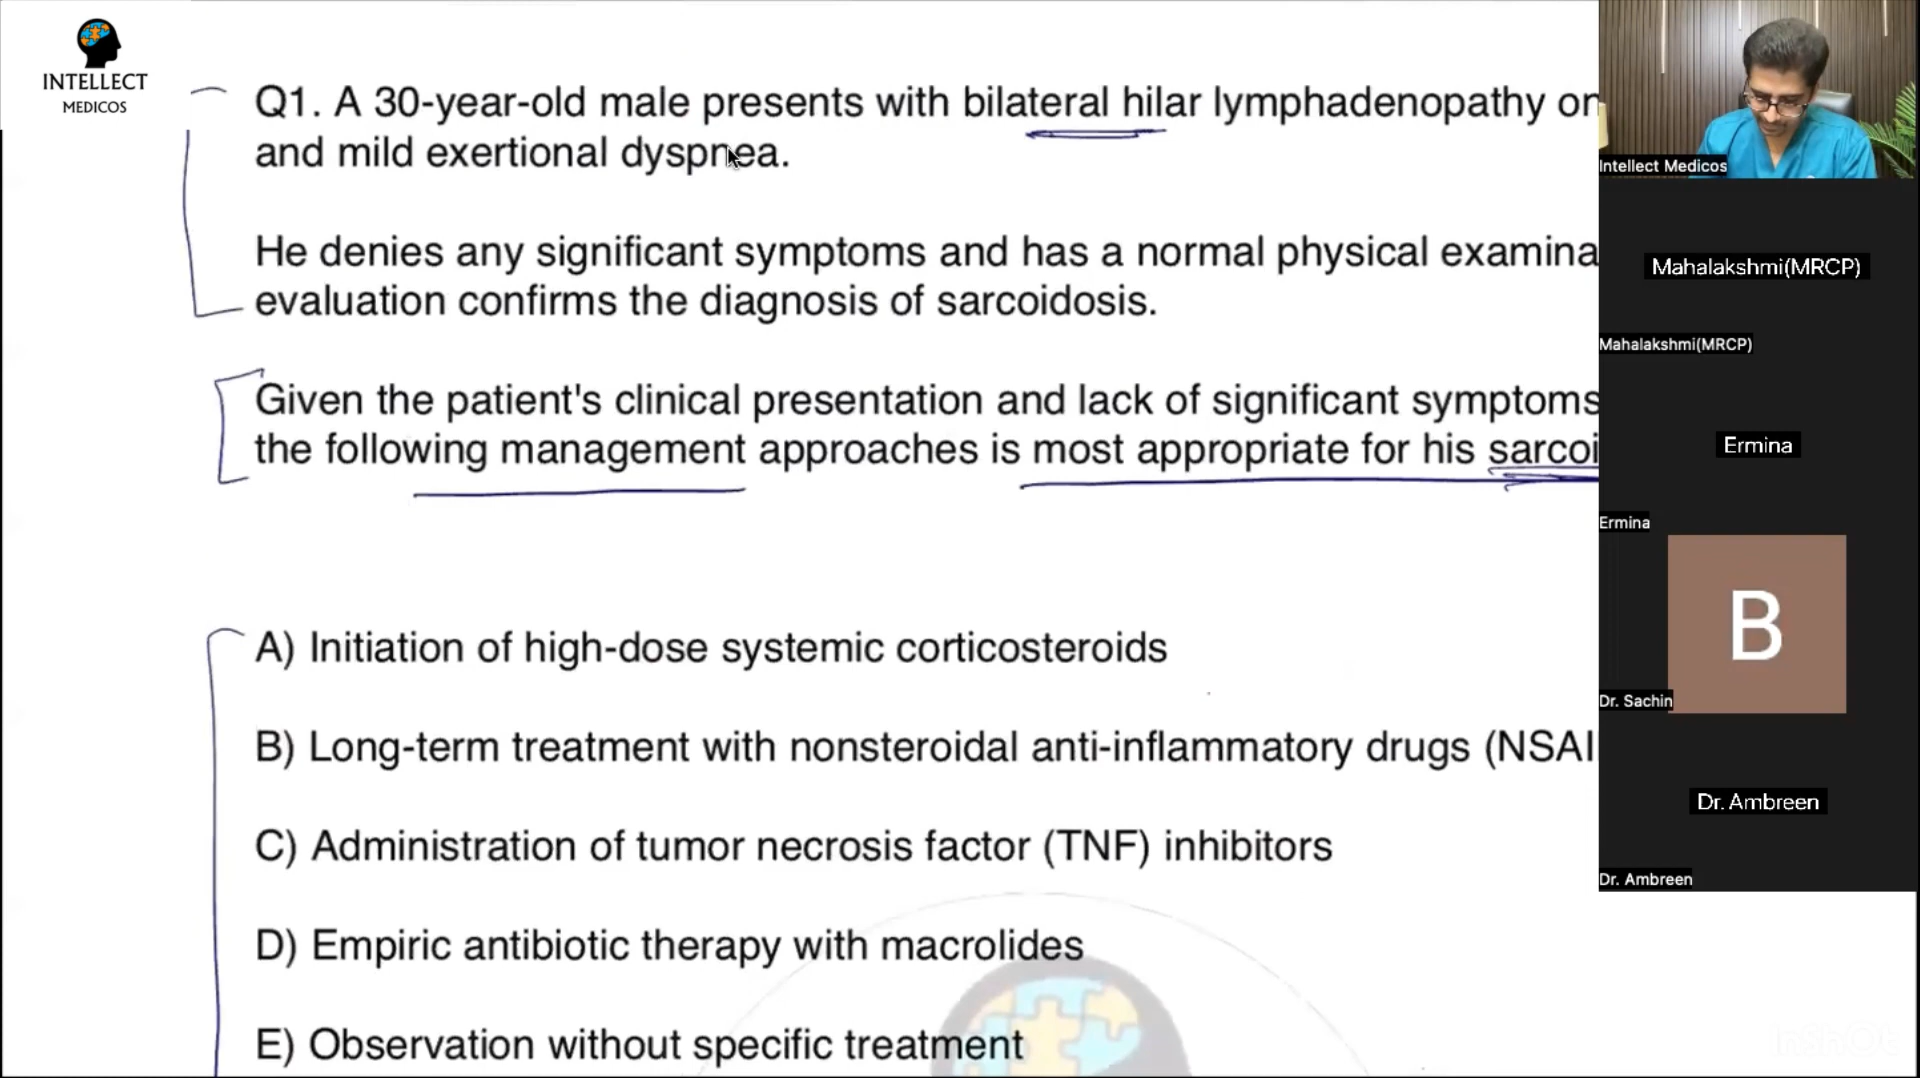 INTELLECT
MEDICOS
Q1. A 30-year-old male presents with bilateral hilar lymphadenopathy on
and mild exertional dyspnea.
He denies any significant symptoms and has a normal physical examina
evaluation confirms the diagnosis of sarcoidosis.
Given the patient's clinical presentation and lack of significant symptoms
the following management approaches is most appropriate for his sarcoi
A) Initiation of high-dose systemic corticosteroids
B) Long-term treatment with nonsteroidal anti-inflammatory drugs (NSAI
C) Administration of tumor necrosis factor (TNF) inhibitors
D) Empiric antibiotic therapy with macrolides
E) Observation without specific treatment
Intellect Medicos
Mahalakshmi(MRCP)
Mahalakshmi(MRCP)
Ermina
Ermina
B
Dr. Sachin
Dr. Ambreen
Dr. Ambreen